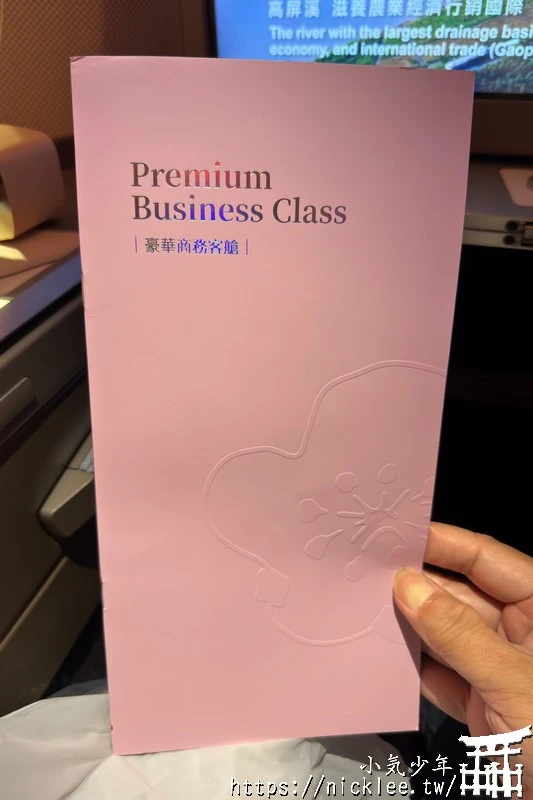 高屏溪 滋養農業經濟行銷國際
The river with the largest drainage basi
economy, and international trade (Gaop
Premium
Business Class
|豪華商務客艙|
小氣少年
https://nicklee.tw/